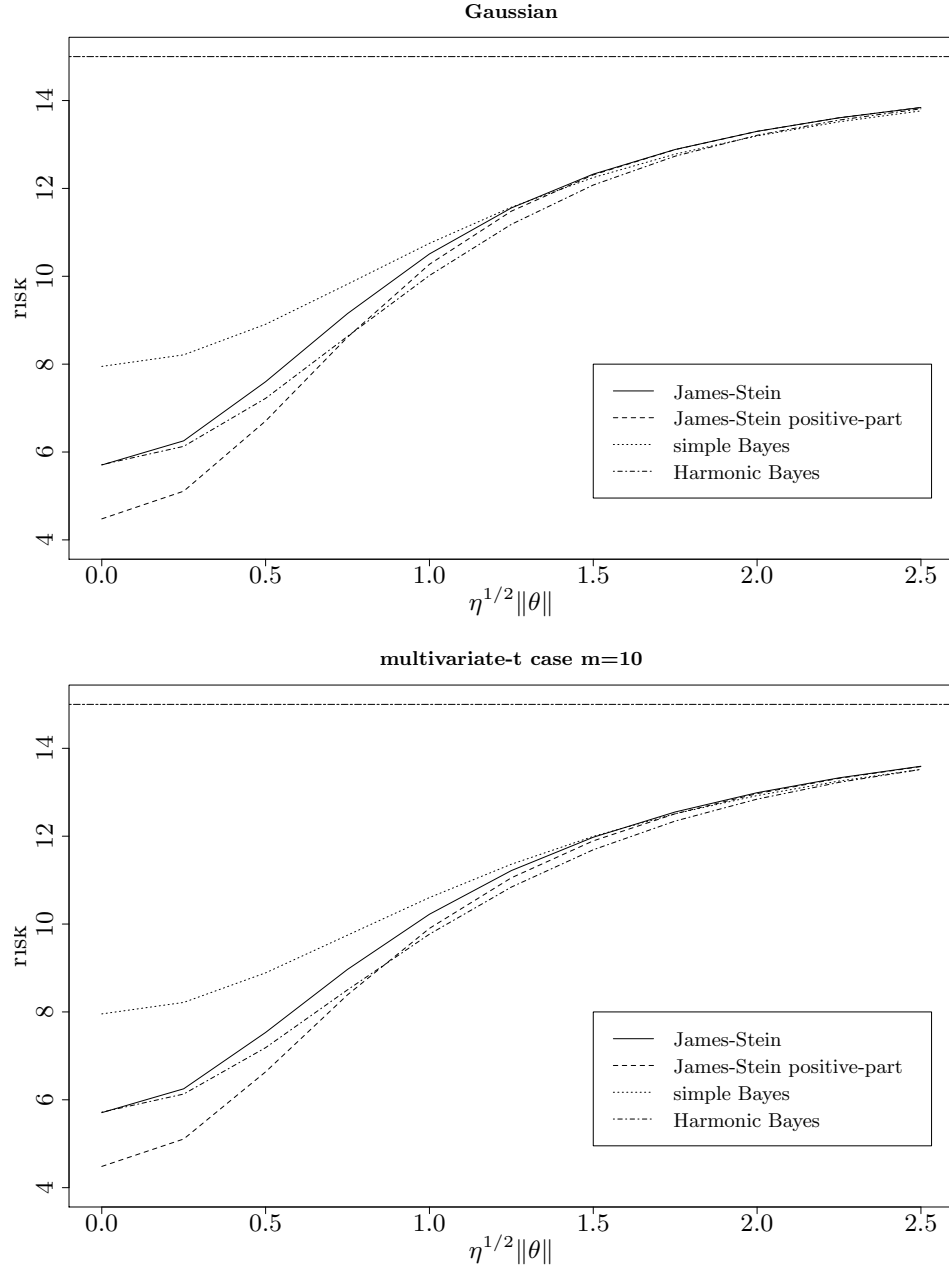 Gaussian
14
12
10
8
6
4
risk
James-Stein
James-Stein positive-part
simple Bayes
Harmonic Bayes
0.0 0.5 1.0 1.5 2.0 2.5
η^{1/2}‖θ‖
multivariate-t case m=10
14
12
10
8
6
4
risk
James-Stein
James-Stein positive-part
simple Bayes
Harmonic Bayes
0.0 0.5 1.0 1.5 2.0 2.5
η^{1/2}‖θ‖